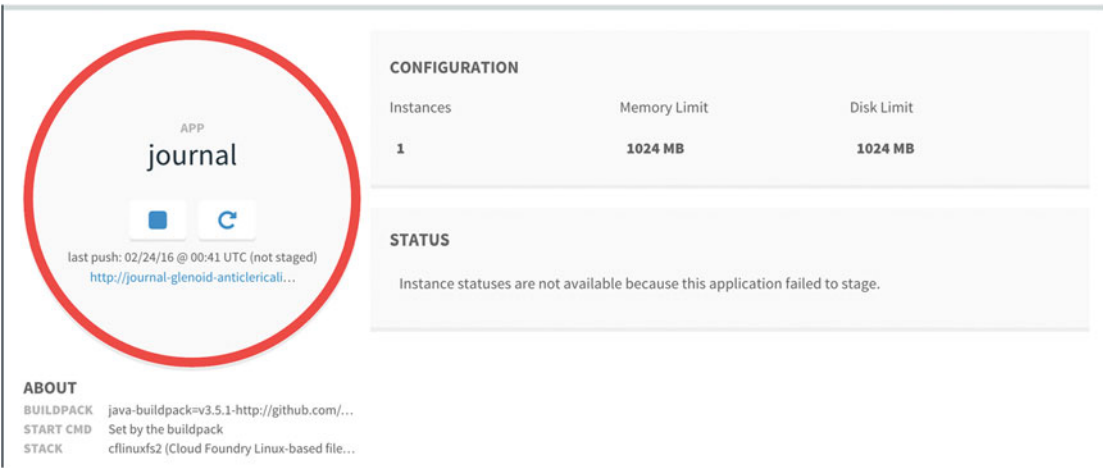 APP
journal
last push: 02/24/16 @ 00:41 UTC (not staged)
http://journal-glenoid-anticlericali...
ABOUT
BUILDPACK java-buildpack=v3.5.1-http://github.com/...
START CMD Set by the buildpack
STACK cflinuxfs2 (Cloud Foundry Linux-based file...
CONFIGURATION
Instances Memory Limit Disk Limit
1 1024 MB 1024 MB
STATUS
Instance statuses are not available because this application failed to stage.